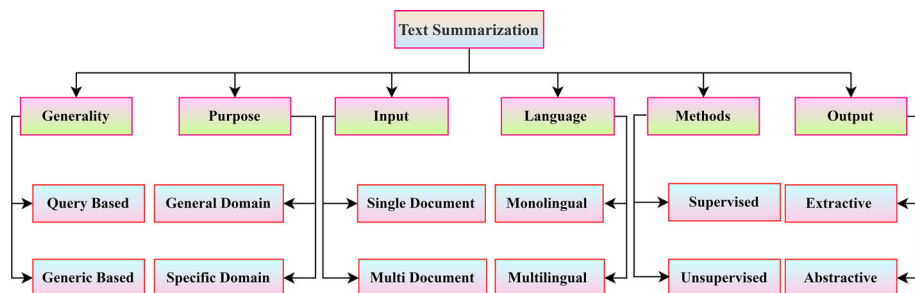 Text Summarization
Generality
Purpose
Input
Language
Methods
Output
Query Based
General Domain
Single Document
Monolingual
Supervised
Extractive
Generic Based
Specific Domain
Multi Document
Multilingual
Unsupervised
Abstractive